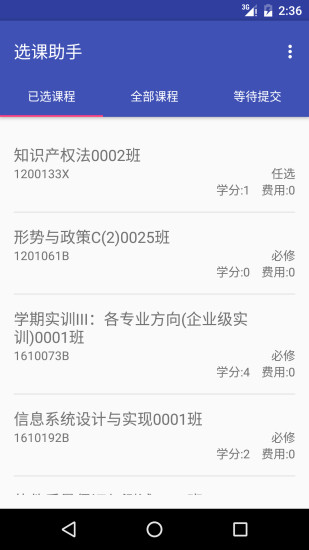 3G 2:36
选课助手
已选课程 全部课程 等待提交
知识产权法0002班
1200133X 任选
学分:1 费用:0
形势与政策C(2)0025班
1201061B 必修
学分:0 费用:0
学期实训III：各专业方向(企业级实
训)0001班
1610073B 必修
学分:4 费用:0
信息系统设计与实现0001班
1610192B 必修
学分:2 费用:0